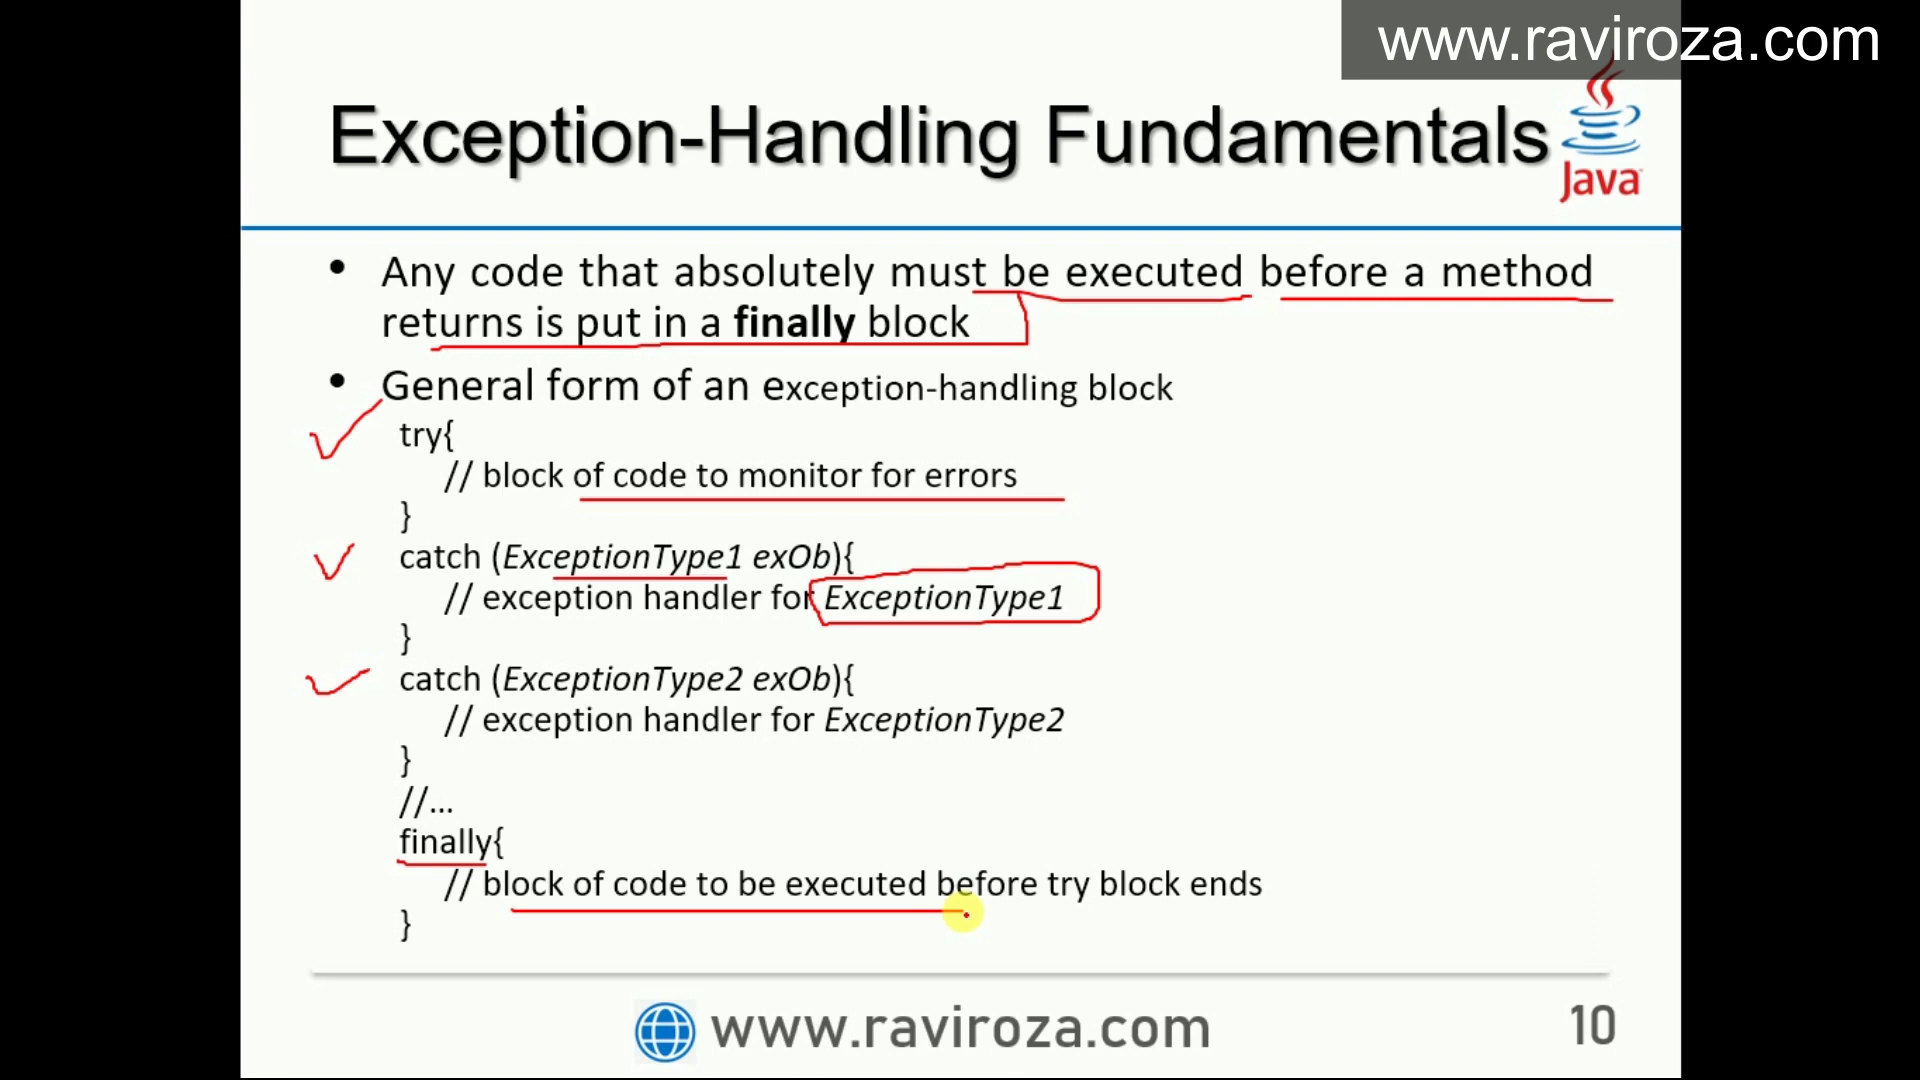 www.raviroza.com
Exception-Handling Fundamentals
Java
• Any code that absolutely must be executed before a method
returns is put in a finally block
• General form of an exception-handling block
try{
// block of code to monitor for errors
}
catch (ExceptionType1 exOb){
// exception handler for ExceptionType1
}
catch (ExceptionType2 exOb){
// exception handler for ExceptionType2
}
//...
finally{
// block of code to be executed before try block ends
}
www.raviroza.com
10